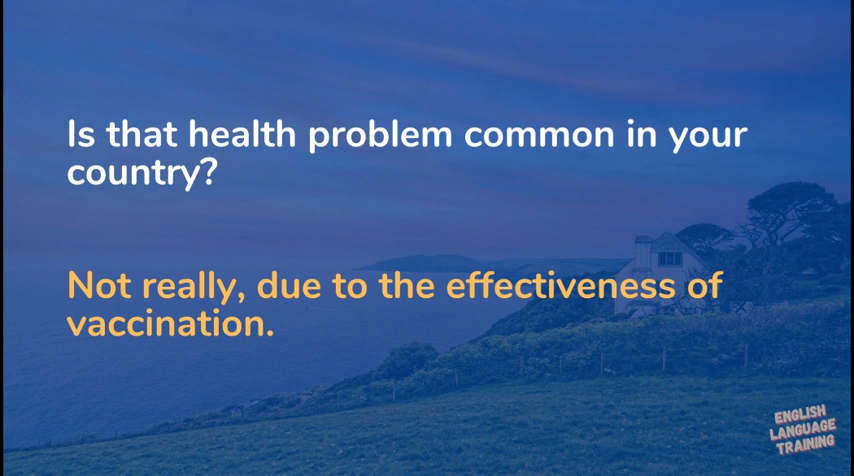 Is that health problem common in your
country?
Not really, due to the effectiveness of
vaccination.
ENGLISH
LANGUAGE
TRAINING